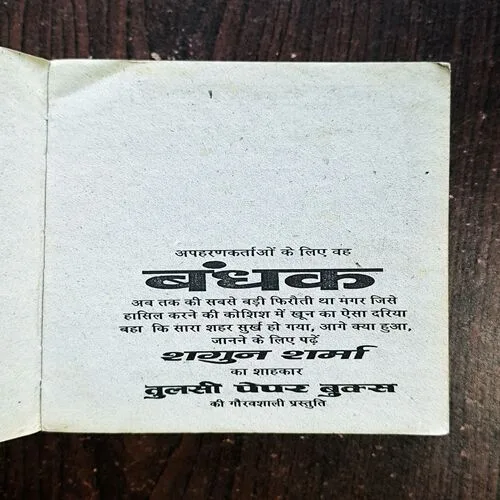 अपहरणकर्ताओं के लिए वह
बंधक
अब तक की सबसे बड़ी फिरौती था मगर जिसे
हासिल करने की कोशिश में खून का ऐसा दरिया
बहा कि सारा शहर सुर्ख हो गया, आगे क्या हुआ,
जानने के लिए पढ़ें
शगुन शर्मा
का शाहकार
तुलसी पेपर बुक्स
की गौरवशाली प्रस्तुति